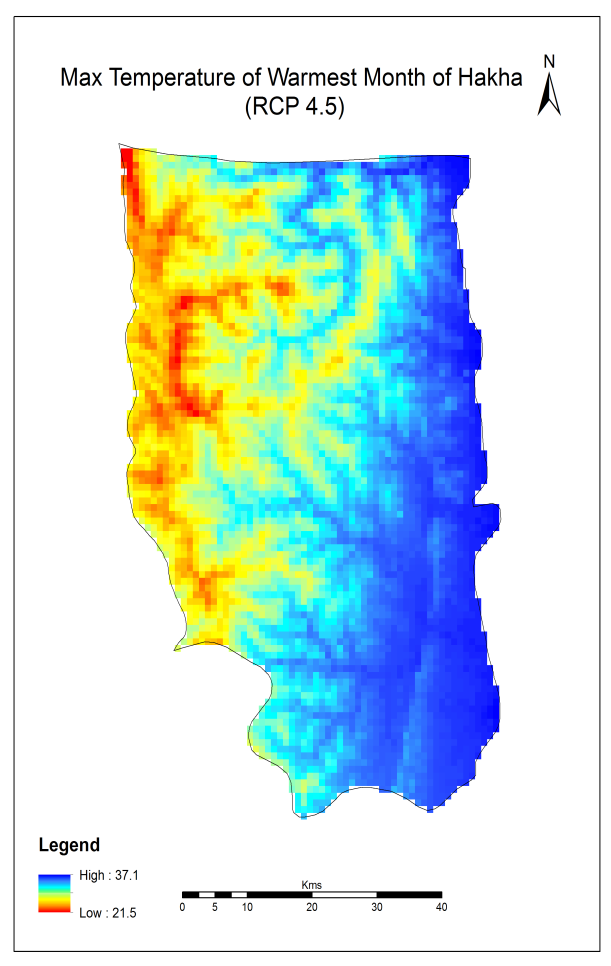 Max Temperature of Warmest Month of Hakha
(RCP 4.5)
N
Legend
High : 37.1
Low : 21.5
Kms
0 5 10 20 30 40